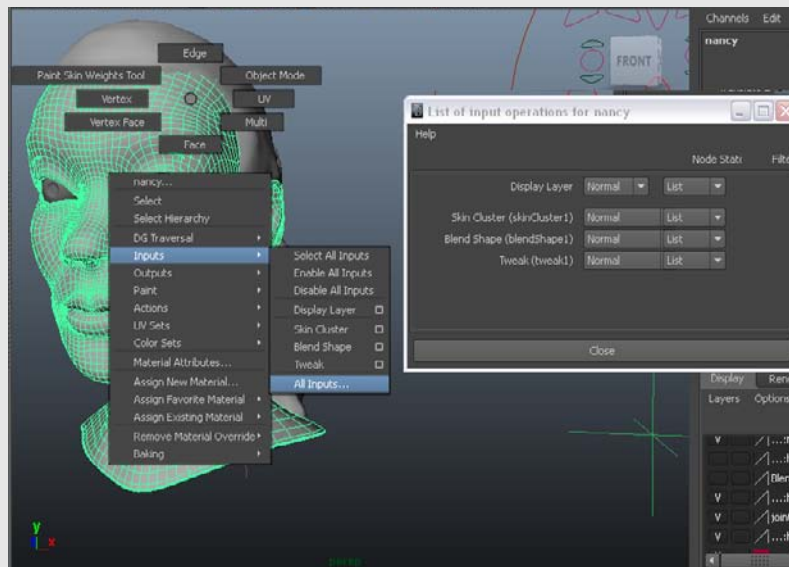 Edge
Paint Skin Weights Tool
Object Mode
Vertex
UV
Vertex Face
Multi
Face
nancy...
Select
Select Hierarchy
DG Traversal
Inputs
Outputs
Paint
Actions
UV Sets
Color Sets
Material Attributes...
Assign New Material...
Assign Favorite Material
Assign Existing Material
Remove Material Override
Baking
Select All Inputs
Enable All Inputs
Disable All Inputs
Display Layer
Skin Cluster
Blend Shape
Tweak
All Inputs...
FRONT
Channels Edit
nancy
List of input operations for nancy
Help
Node State
Display Layer Normal List
Skin Cluster (skinCluster1) Normal List
Blend Shape (blendShape1) Normal List
Tweak (tweak1) Normal List
Close
Display
Layers Options
V
V
V joint
V
y
x
persp